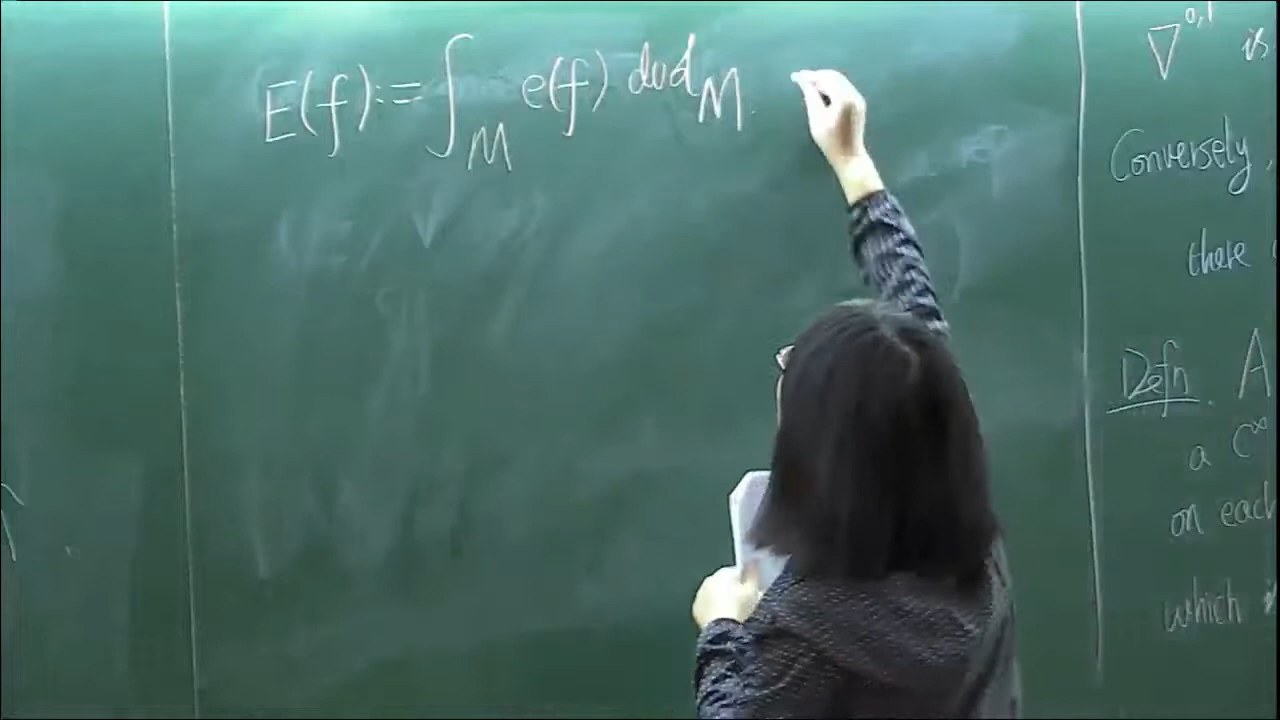 E(f) := ∫_M e(f) dvol_M
∇^{0,1} is
Conversely,
there
Defn. A
a C^∞
on each
which